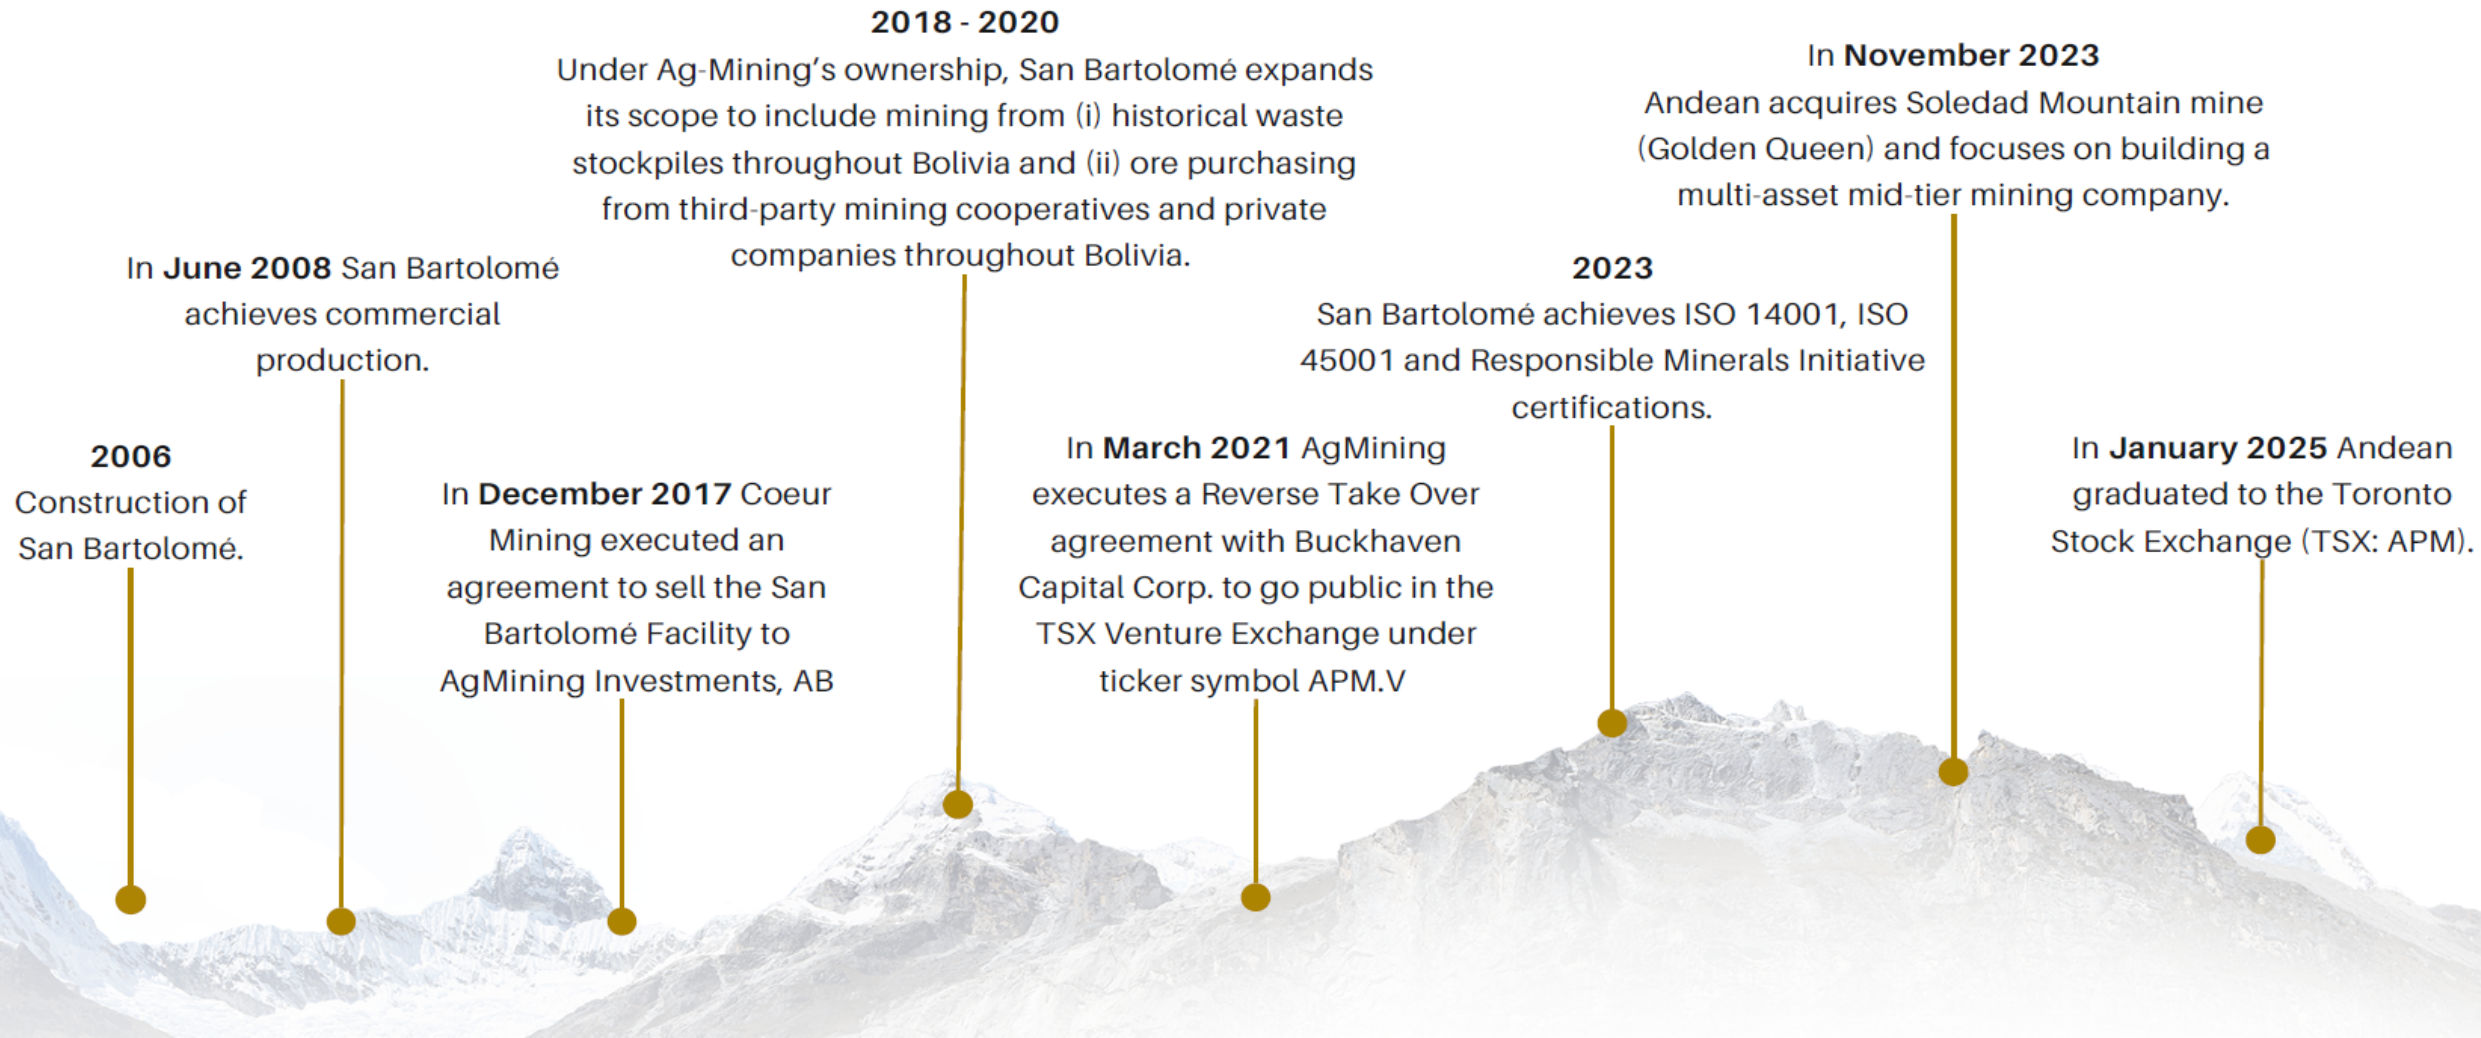 2006
Construction of
San Bartolomé.
In June 2008 San Bartolomé
achieves commercial
production.
In December 2017 Coeur
Mining executed an
agreement to sell the San
Bartolomé Facility to
AgMining Investments, AB
2018 - 2020
Under Ag-Mining’s ownership, San Bartolomé expands
its scope to include mining from (i) historical waste
stockpiles throughout Bolivia and (ii) ore purchasing
from third-party mining cooperatives and private
companies throughout Bolivia.
In March 2021 AgMining
executes a Reverse Take Over
agreement with Buckhaven
Capital Corp. to go public in the
TSX Venture Exchange under
ticker symbol APM.V
2023
San Bartolomé achieves ISO 14001, ISO
45001 and Responsible Minerals Initiative
certifications.
In November 2023
Andean acquires Soledad Mountain mine
(Golden Queen) and focuses on building a
multi-asset mid-tier mining company.
In January 2025 Andean
graduated to the Toronto
Stock Exchange (TSX: APM).